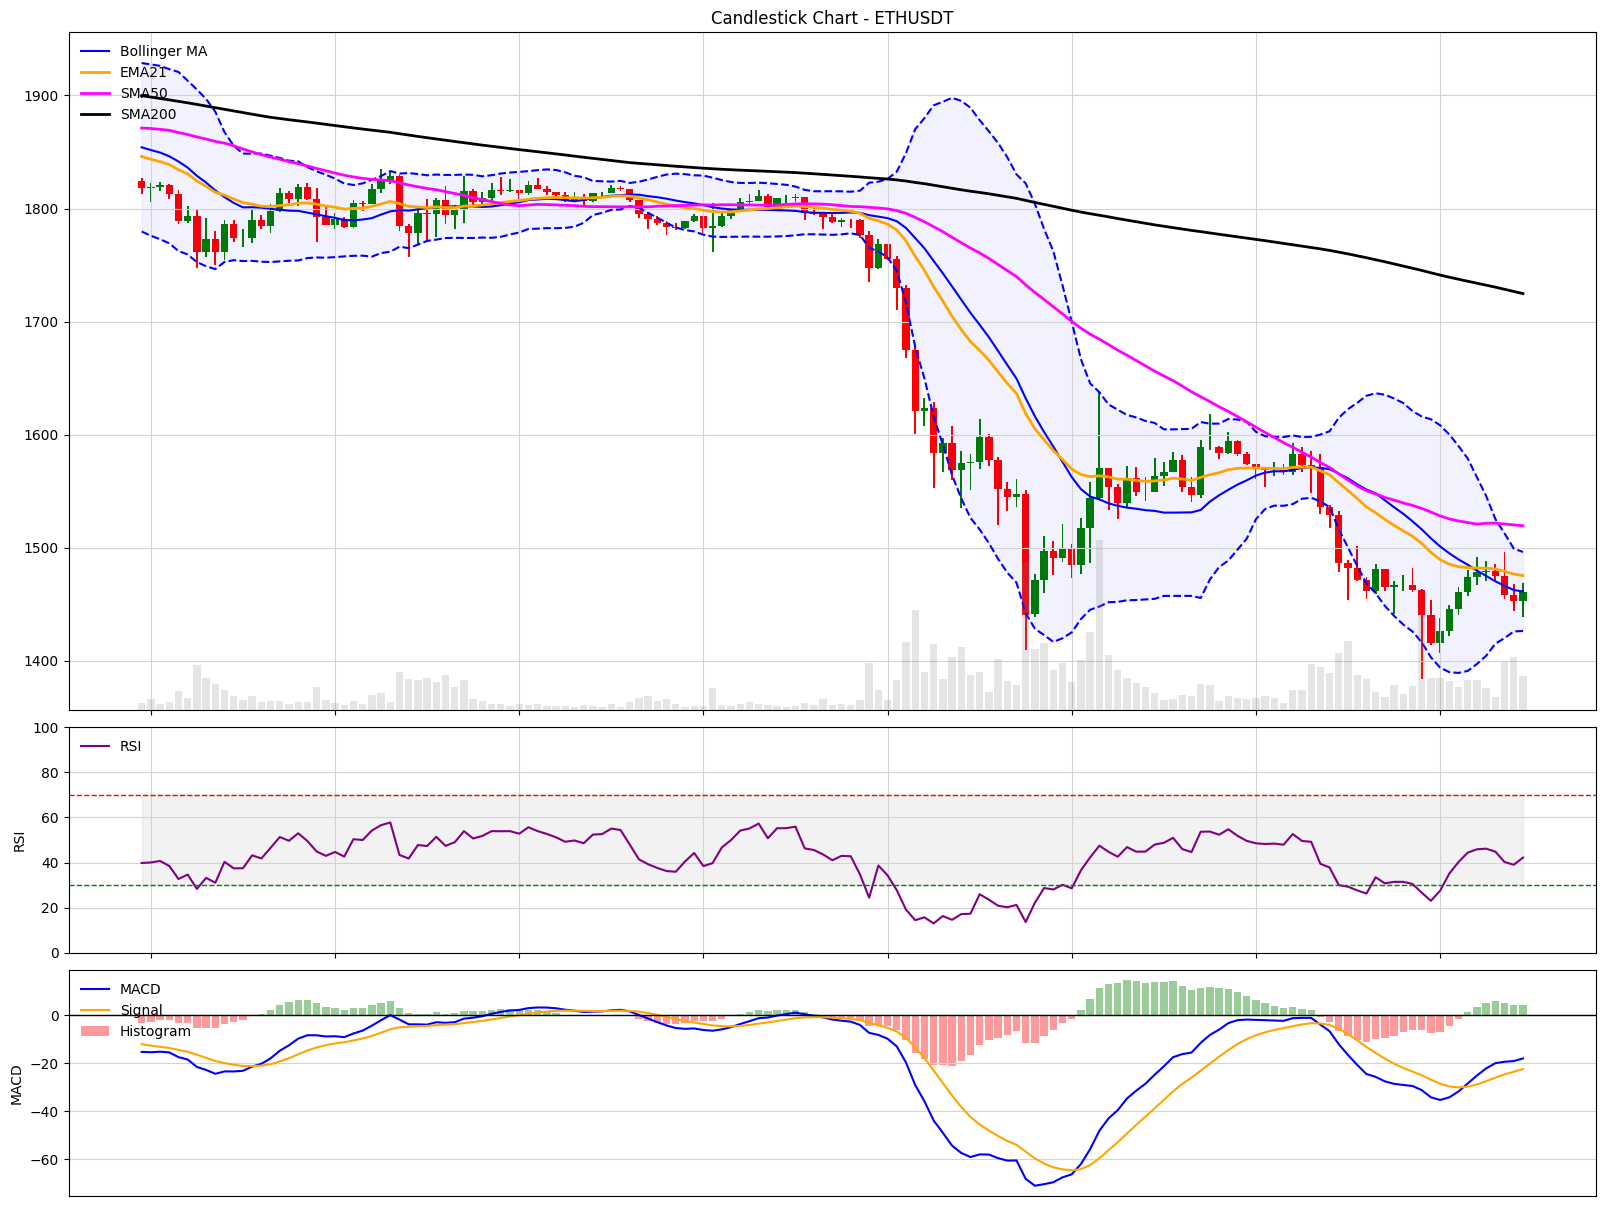 Candlestick Chart - ETHUSDT
Bollinger MA
EMA21
SMA50
SMA200
1900
1800
1700
1600
1500
1400
RSI
100
80
60
40
20
0
RSI
MACD
Signal
Histogram
0
−20
−40
−60
MACD